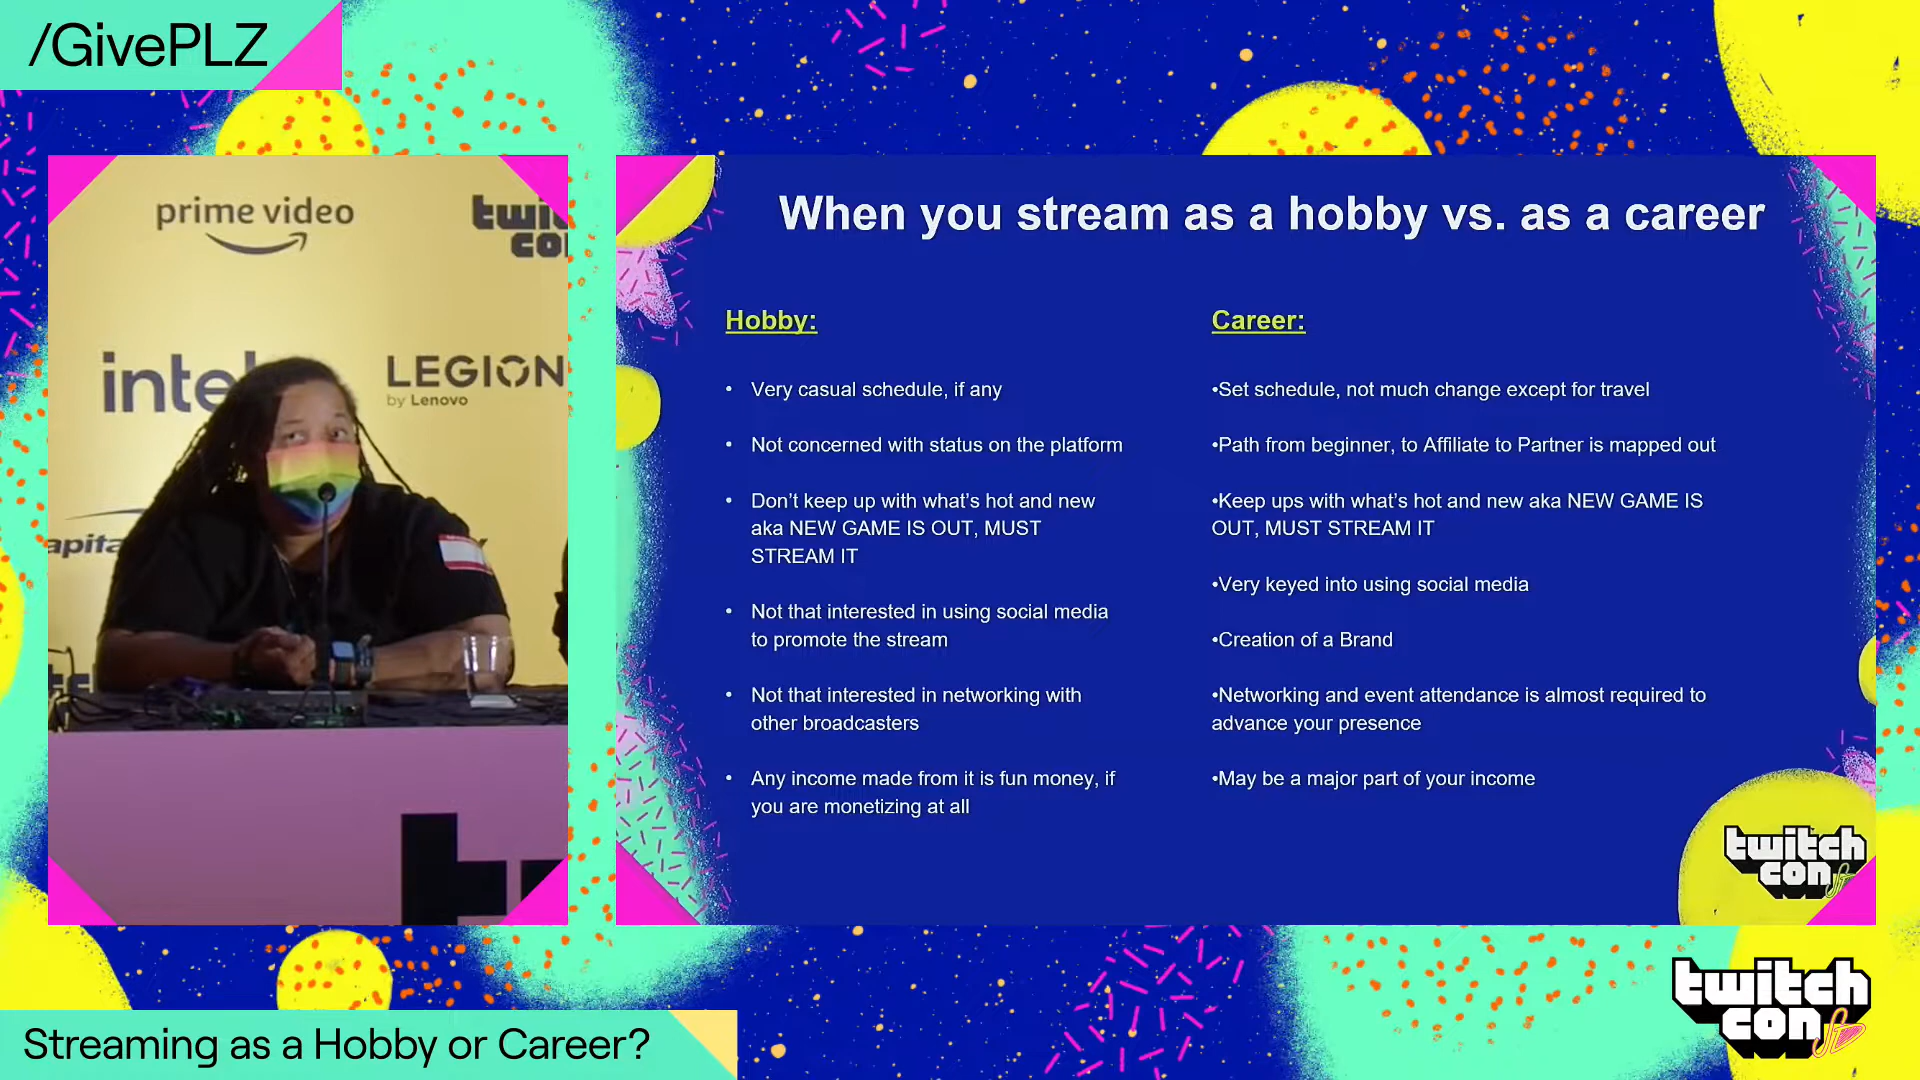 /GivePLZ
prime video
twit
co
intel
LEGION
by Lenovo
apita
When you stream as a hobby vs. as a career
Hobby:
• Very casual schedule, if any
• Not concerned with status on the platform
• Don’t keep up with what’s hot and new
aka NEW GAME IS OUT, MUST
STREAM IT
• Not that interested in using social media
to promote the stream
• Not that interested in networking with
other broadcasters
• Any income made from it is fun money, if
you are monetizing at all
Career:
•Set schedule, not much change except for travel
•Path from beginner, to Affiliate to Partner is mapped out
•Keep ups with what’s hot and new aka NEW GAME IS
OUT, MUST STREAM IT
•Very keyed into using social media
•Creation of a Brand
•Networking and event attendance is almost required to
advance your presence
•May be a major part of your income
twitch
con
twitch
con
Streaming as a Hobby or Career?